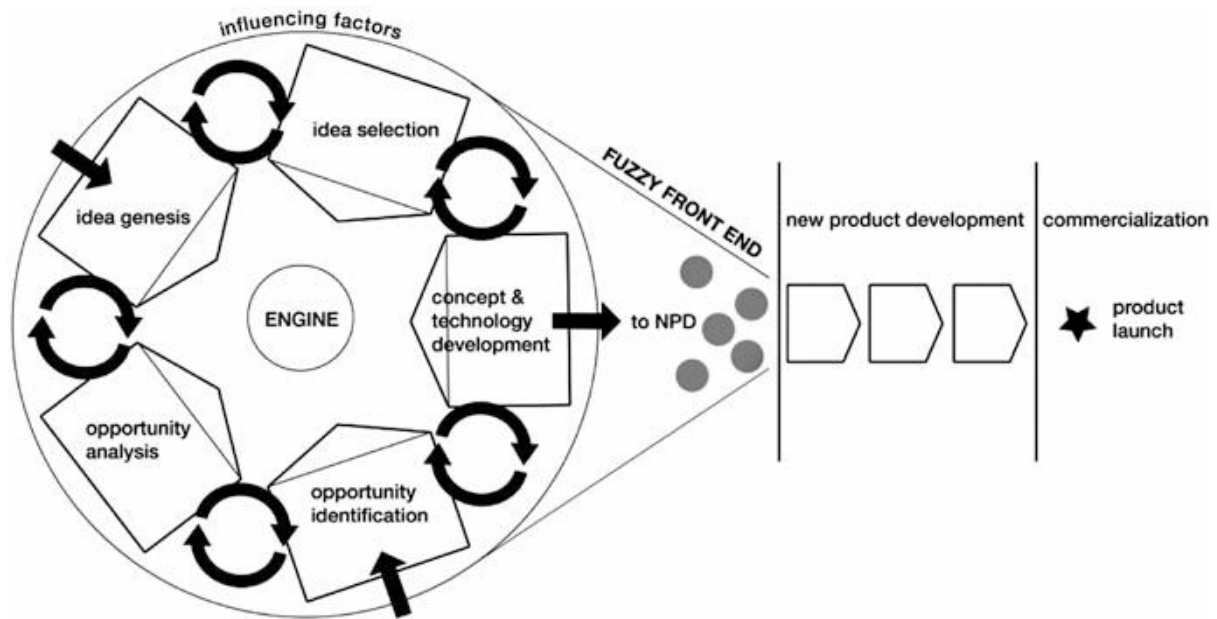 influencing factors
idea selection
idea genesis
ENGINE
concept &
technology
development
opportunity
analysis
opportunity
identification
to NPD
FUZZY FRONT END
new product development
commercialization
product
launch